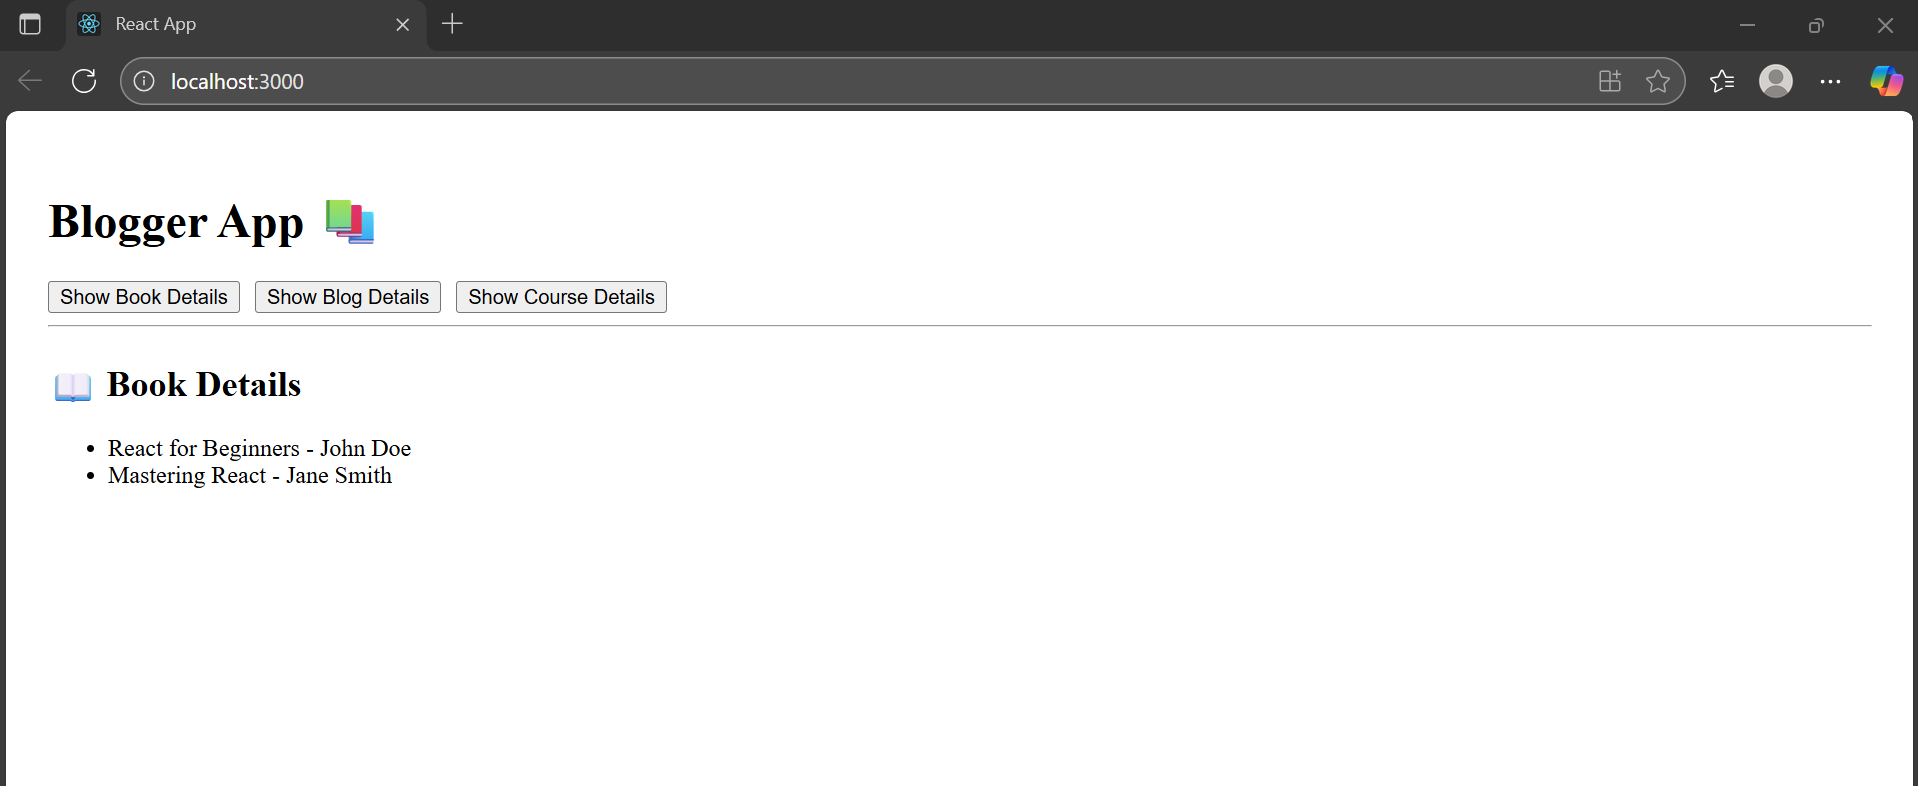 React App
localhost:3000
Blogger App 📚
Show Book Details Show Blog Details Show Course Details
📖 Book Details
• React for Beginners - John Doe
• Mastering React - Jane Smith